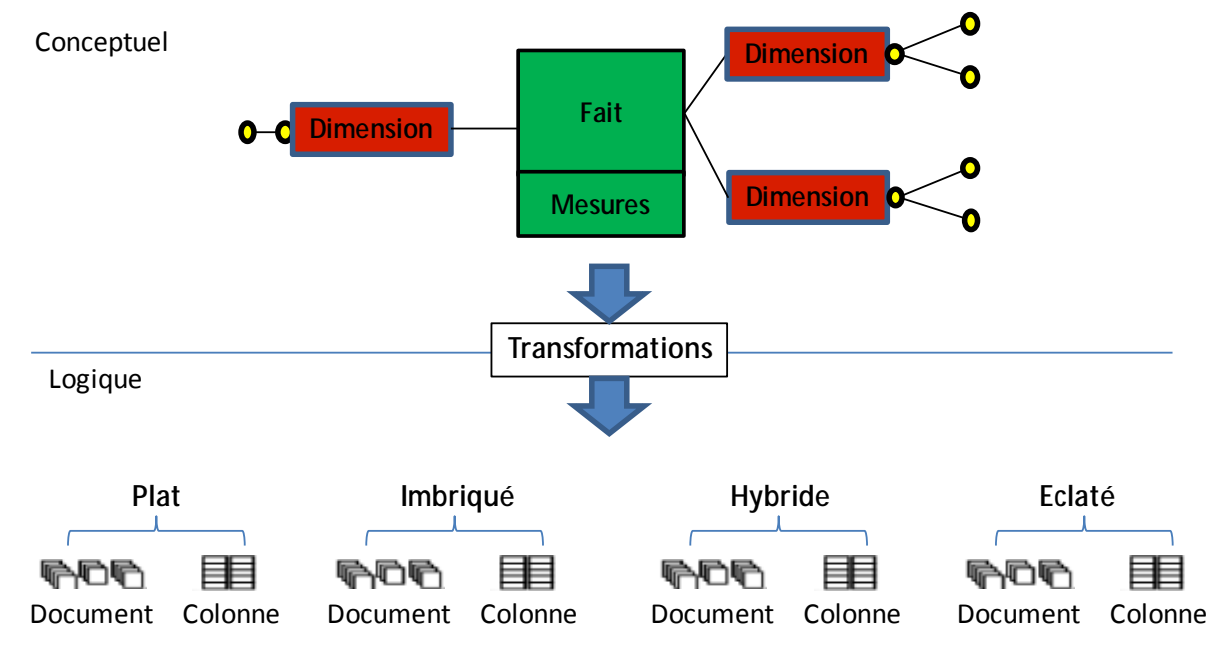 Conceptuel
Dimension
Fait
Dimension
Mesures
Dimension
Transformations
Logique
Plat
Imbriqué
Hybride
Eclaté
Document Colonne
Document Colonne
Document Colonne
Document Colonne